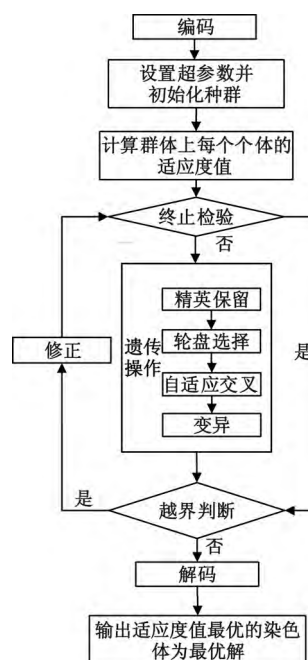 编码
设置超参数并
初始化种群
计算群体上每个个体的
适应度值
终止检验
否
精英保留
遗传
操作
轮盘选择
自适应交叉
变异
修正
是
是
越界判断
否
解码
输出适应度值最优的染色
体为最优解